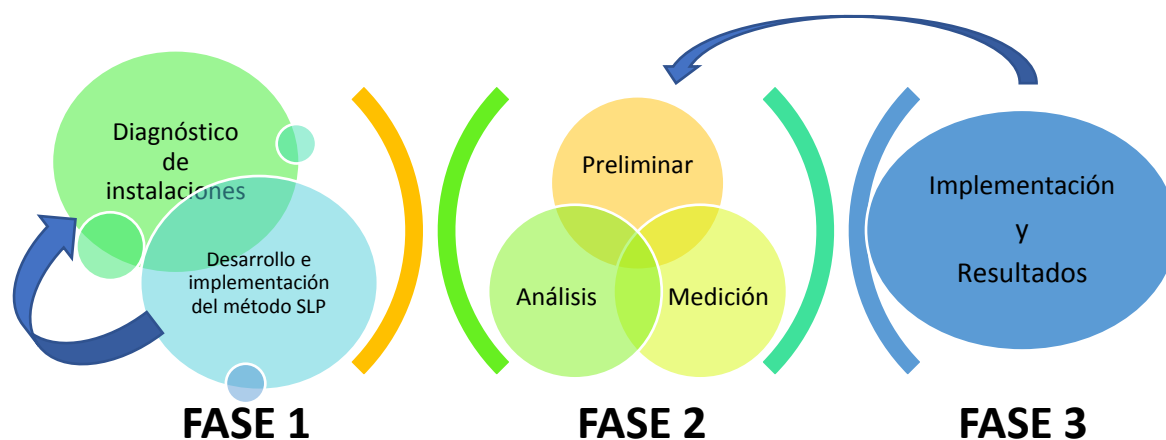 Diagnóstico
de
instalaciones
Desarrollo e
implementación
del método SLP
FASE 1
Preliminar
Análisis
Medición
FASE 2
Implementación
y
Resultados
FASE 3